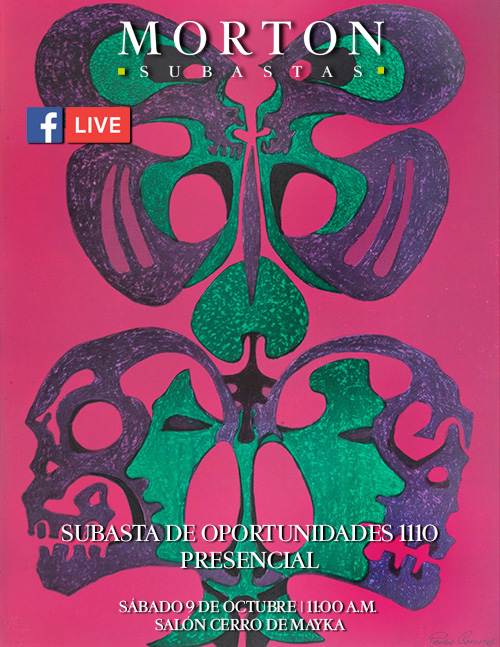 MORTON
SUBASTAS
f LIVE
SUBASTA DE OPORTUNIDADES 1110
PRESENCIAL
SÁBADO 9 DE OCTUBRE | 11:00 A.M.
SALÓN CERRO DE MAYKA